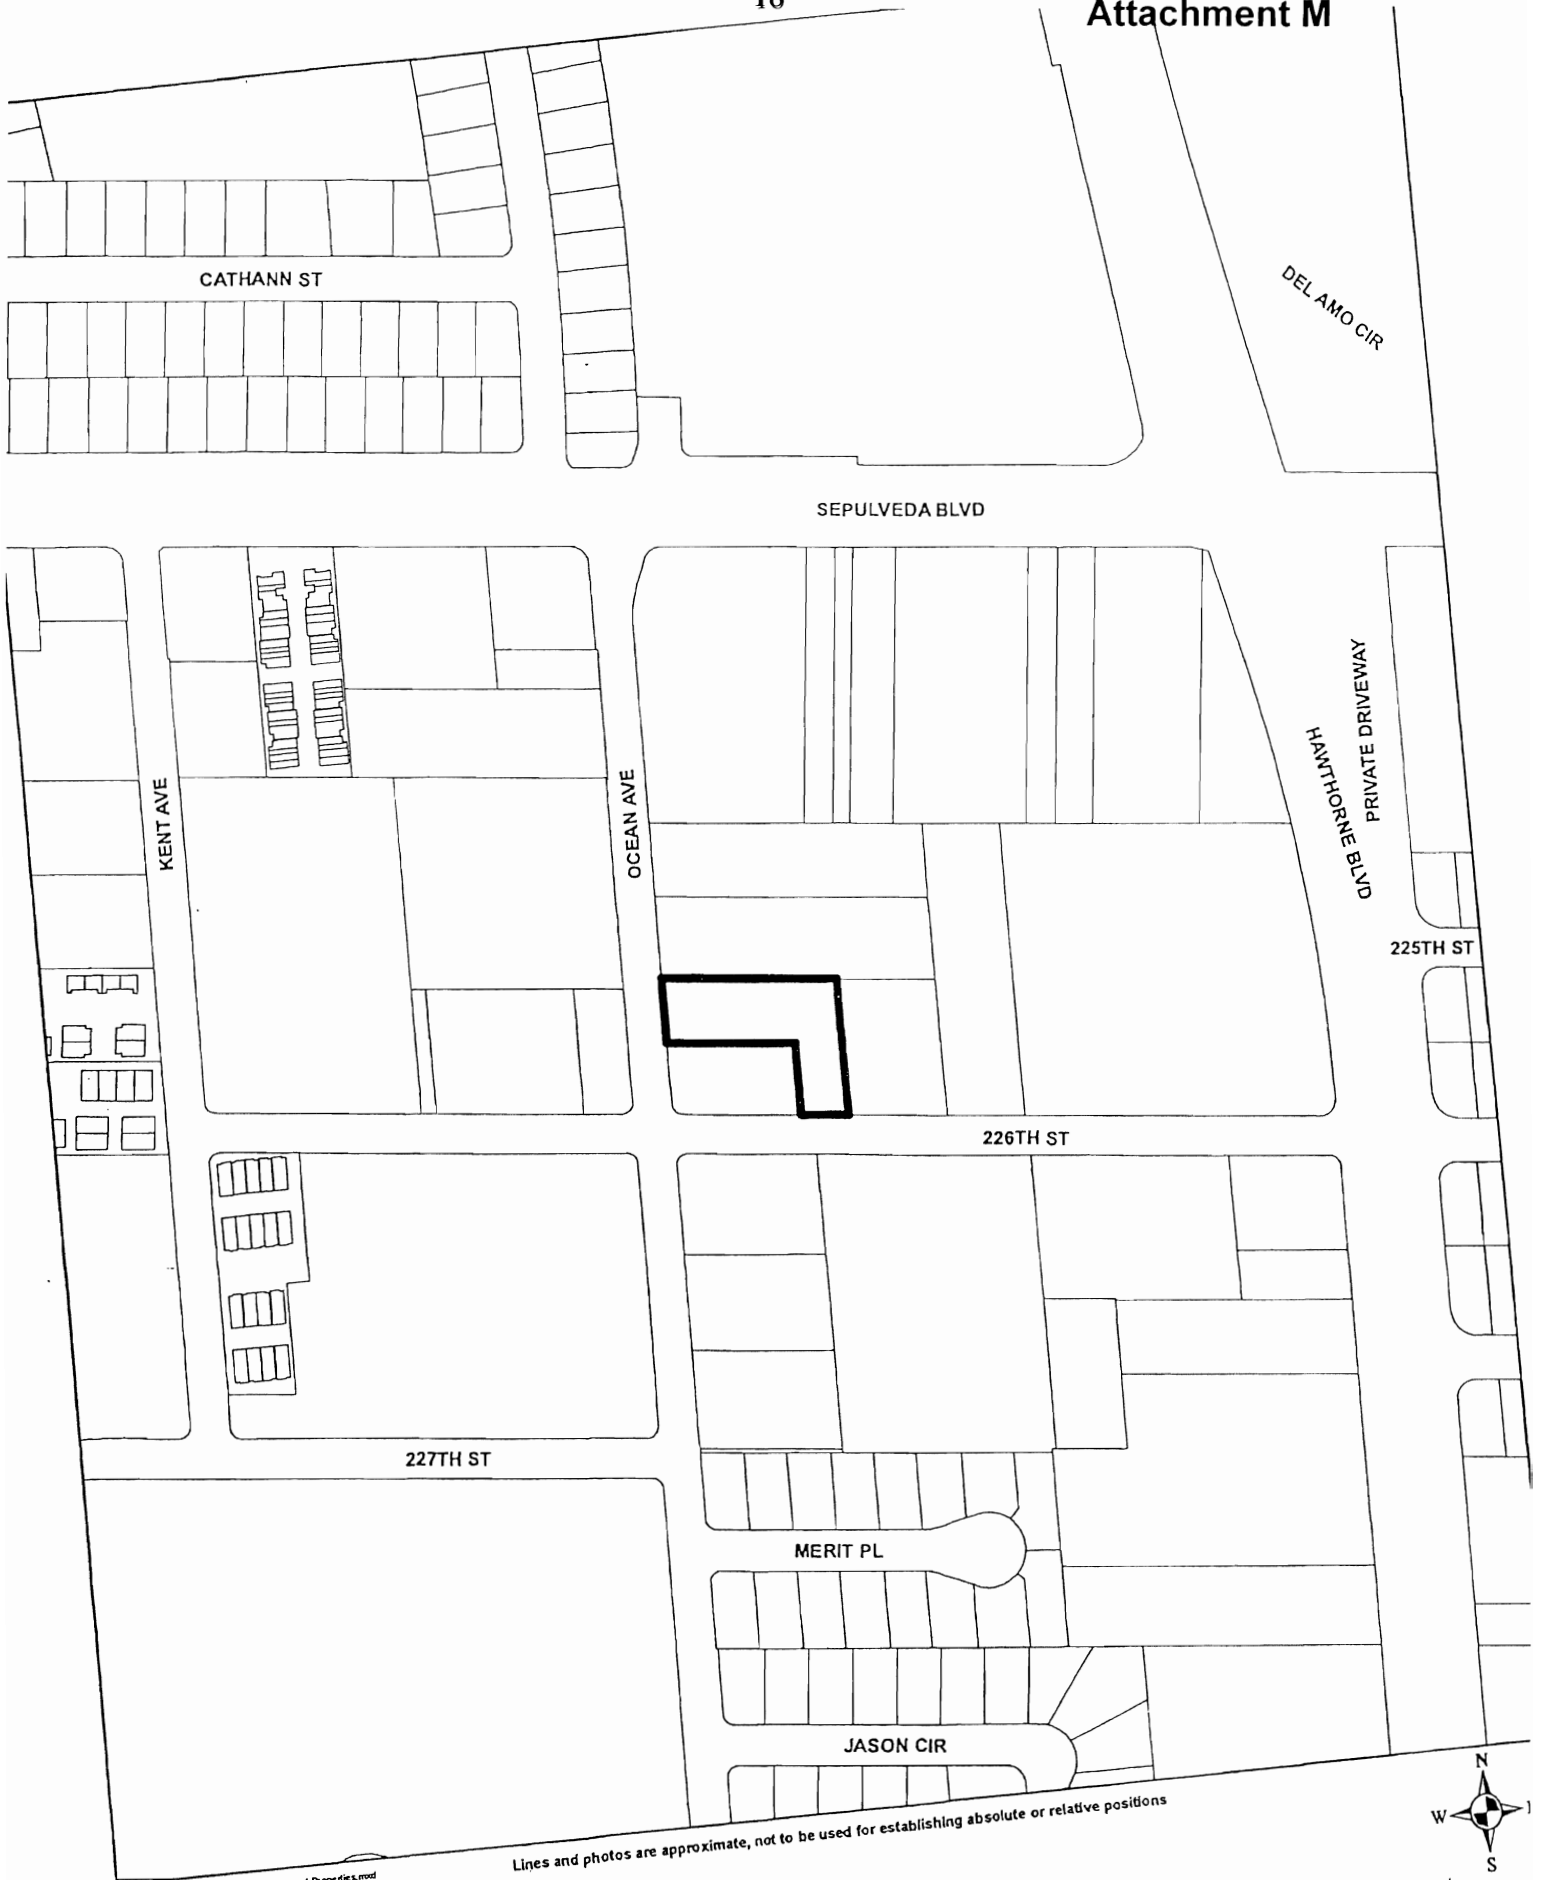 Attachment M
CATHANN ST
DEL AMO CIR
SEPULVEDA BLVD
KENT AVE
OCEAN AVE
HAWTHORNE BLVD
PRIVATE DRIVEWAY
225TH ST
226TH ST
227TH ST
MERIT PL
JASON CIR
N
W
S
Lines and photos are approximate, not to be used for establishing absolute or relative positions